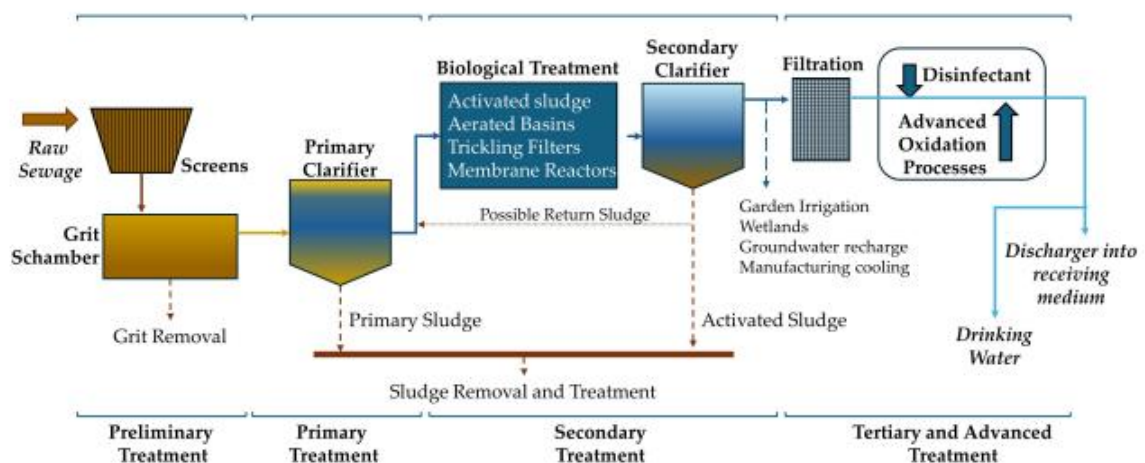 Raw
Sewage
Screens
Grit
Schamber
Grit Removal
Primary
Clarifier
Primary Sludge
Biological Treatment
Activated sludge
Aerated Basins
Trickling Filters
Membrane Reactors
Possible Return Sludge
Secondary
Clarifier
Activated Sludge
Sludge Removal and Treatment
Filtration
Garden Irrigation
Wetlands
Groundwater recharge
Manufacturing cooling
Disinfectant
Advanced
Oxidation
Processes
Discharger into
receiving
medium
Drinking
Water
Preliminary
Treatment
Primary
Treatment
Secondary
Treatment
Tertiary and Advanced
Treatment